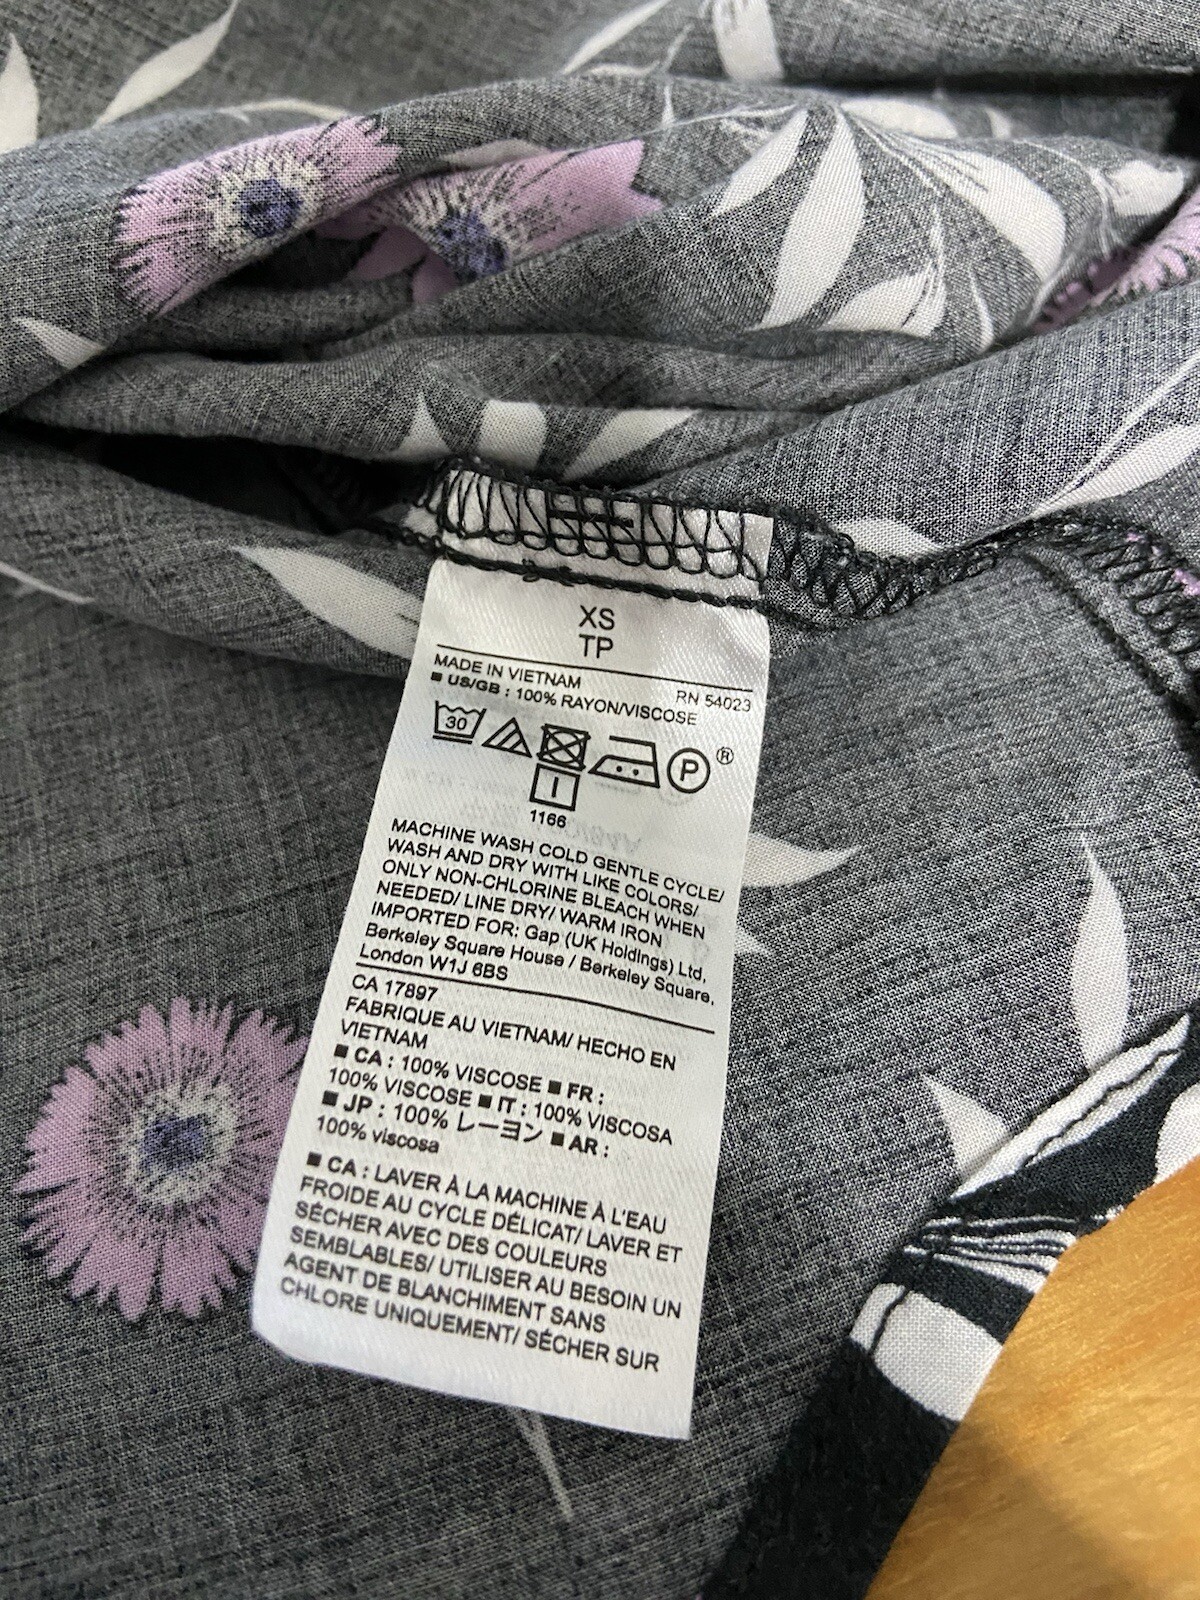 XS
TP
MADE IN VIETNAM RN 54023
■ US/GB : 100% RAYON/VISCOSE
30 P ®
1166
MACHINE WASH COLD GENTLE CYCLE/
WASH AND DRY WITH LIKE COLORS/
ONLY NON-CHLORINE BLEACH WHEN
NEEDED/ LINE DRY/ WARM IRON
IMPORTED FOR: Gap (UK Holdings) Ltd,
Berkeley Square House / Berkeley Square,
London W1J 6BS
CA 17897
FABRIQUE AU VIETNAM/ HECHO EN
VIETNAM
■ CA : 100% VISCOSE ■ FR :
100% VISCOSE ■ IT : 100% VISCOSA
■ JP : 100% レーヨン ■ AR :
100% viscosa
■ CA : LAVER À LA MACHINE À L'EAU
FROIDE AU CYCLE DÉLICAT/ LAVER ET
SÉCHER AVEC DES COULEURS
SEMBLABLES/ UTILISER AU BESOIN UN
AGENT DE BLANCHIMENT SANS
CHLORE UNIQUEMENT/ SÉCHER SUR